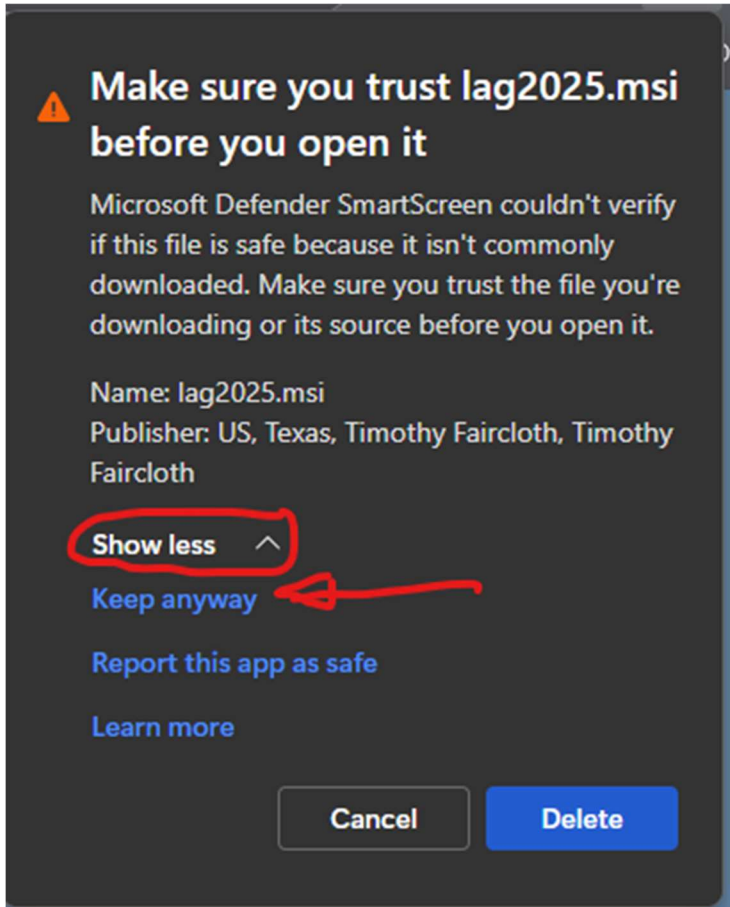 Make sure you trust lag2025.msi
before you open it
Microsoft Defender SmartScreen couldn't verify
if this file is safe because it isn't commonly
downloaded. Make sure you trust the file you're
downloading or its source before you open it.
Name: lag2025.msi
Publisher: US, Texas, Timothy Faircloth, Timothy
Faircloth
Show less
Keep anyway
Report this app as safe
Learn more
Cancel
Delete